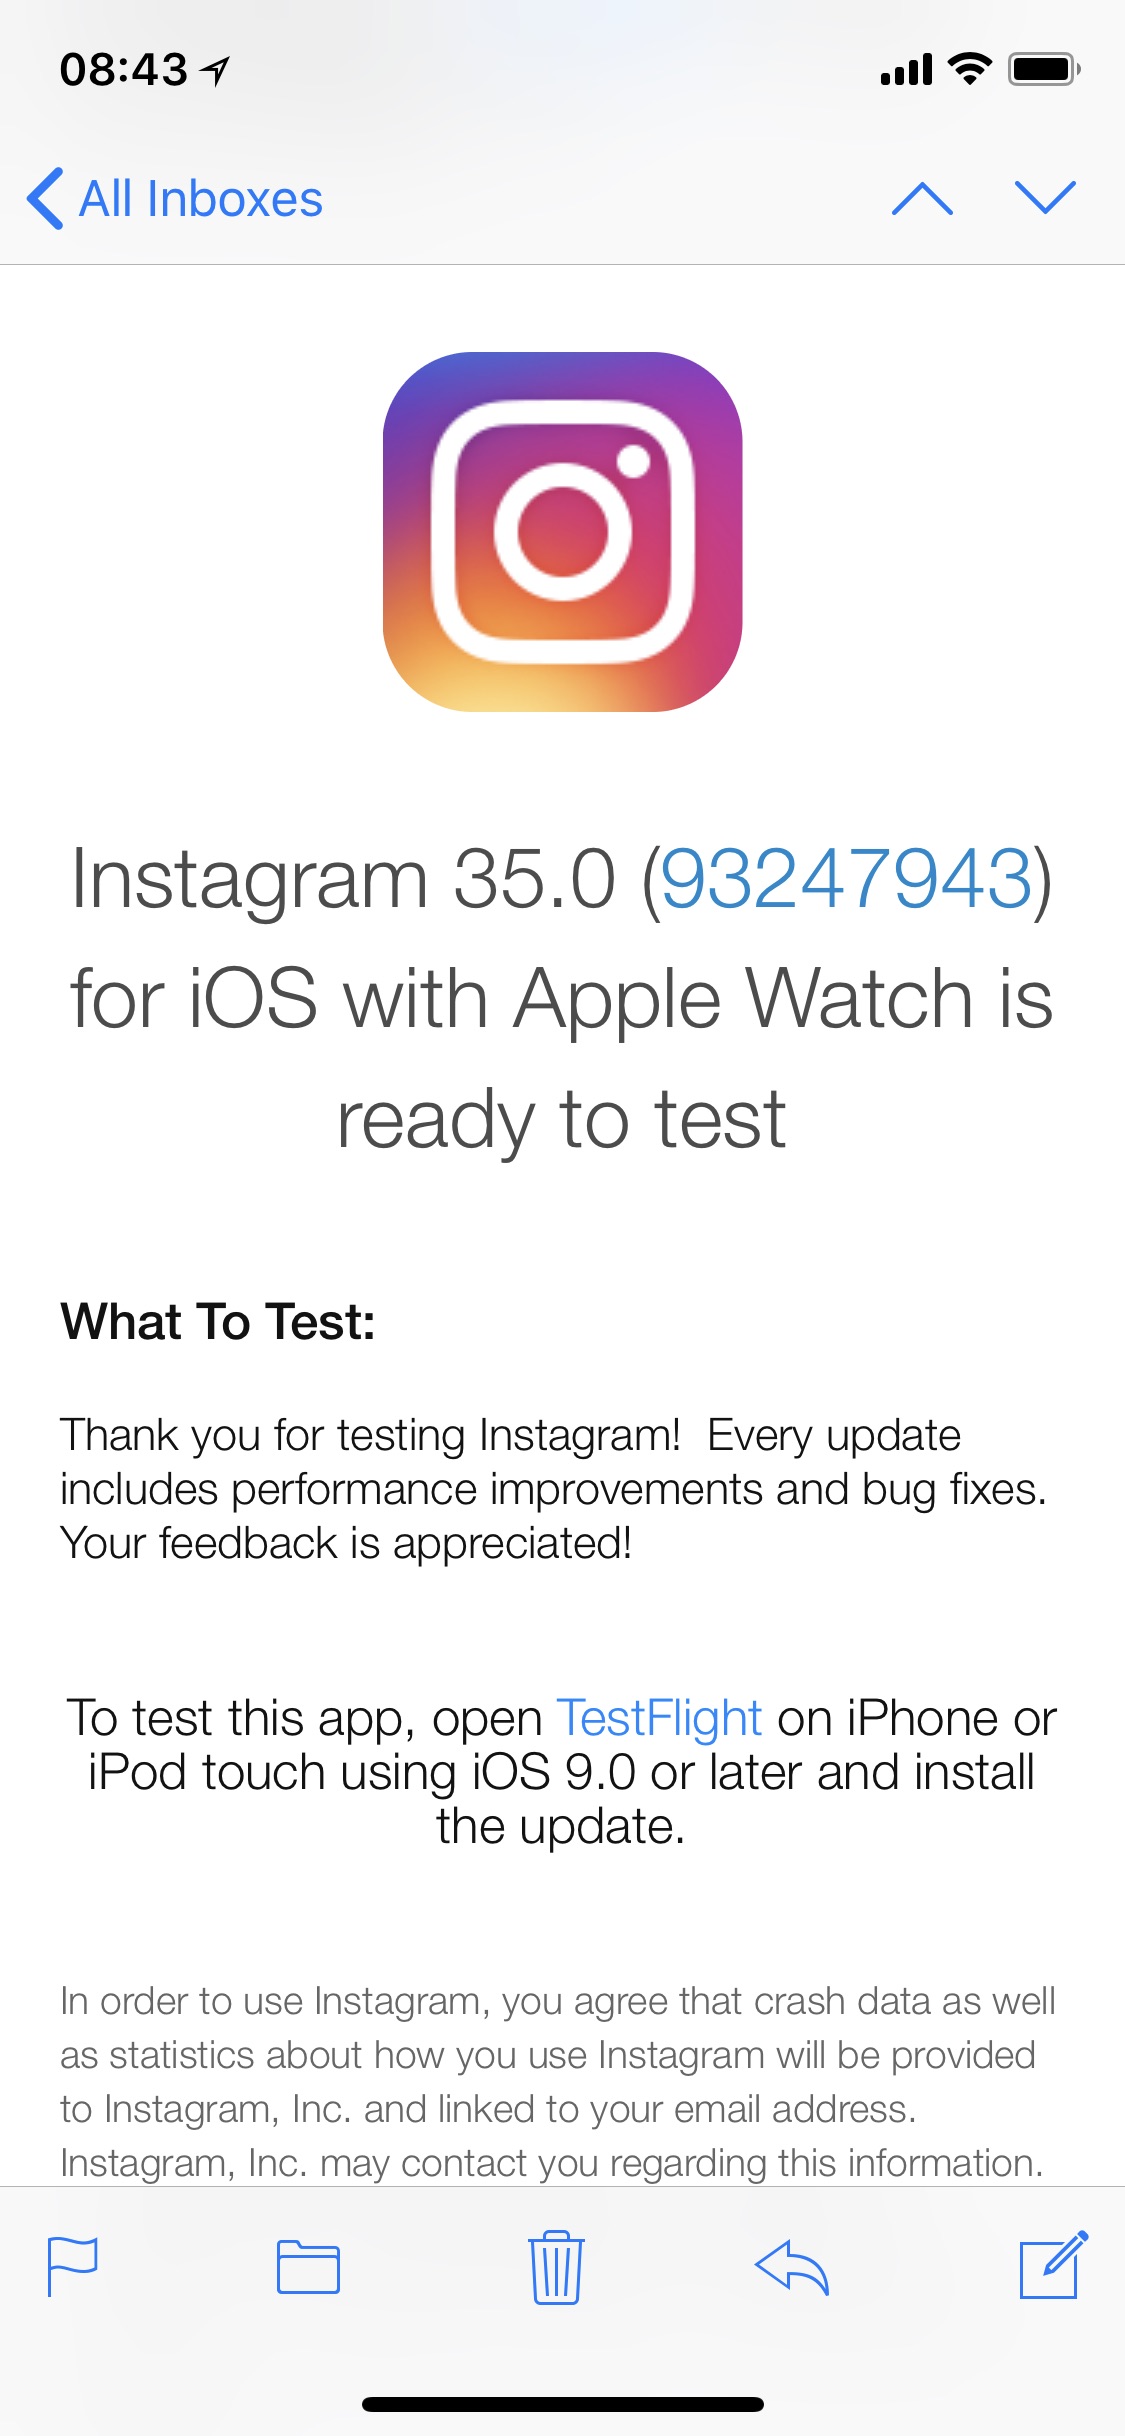 08:43
All Inboxes
Instagram 35.0 (93247943)
for iOS with Apple Watch is
ready to test
What To Test:
Thank you for testing Instagram!  Every update
includes performance improvements and bug fixes.
Your feedback is appreciated!
To test this app, open TestFlight on iPhone or
iPod touch using iOS 9.0 or later and install
the update.
In order to use Instagram, you agree that crash data as well
as statistics about how you use Instagram will be provided
to Instagram, Inc. and linked to your email address.
Instagram, Inc. may contact you regarding this information.